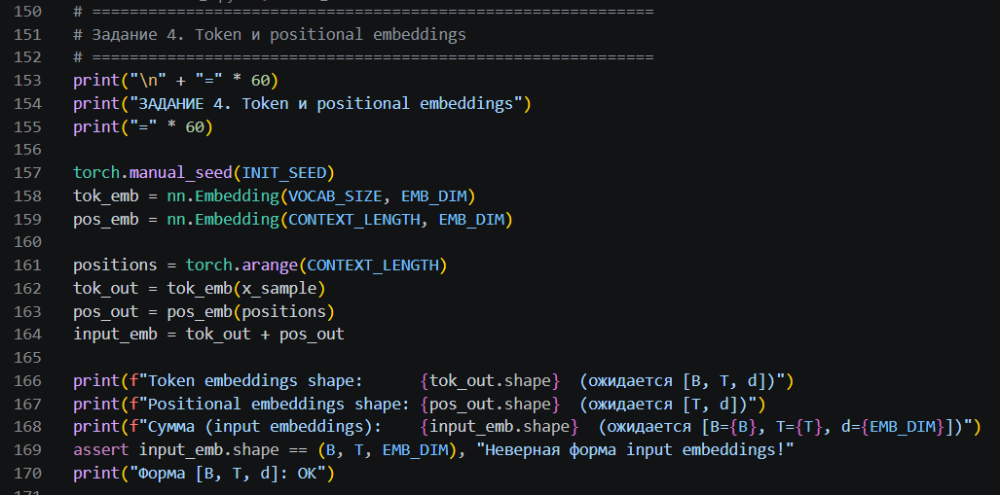 150 # ============================================================
151 # Задание 4. Token и positional embeddings
152 # ============================================================
153 print("\n" + "=" * 60)
154 print("ЗАДАНИЕ 4. Token и positional embeddings")
155 print("=" * 60)
156
157 torch.manual_seed(INIT_SEED)
158 tok_emb = nn.Embedding(VOCAB_SIZE, EMB_DIM)
159 pos_emb = nn.Embedding(CONTEXT_LENGTH, EMB_DIM)
160
161 positions = torch.arange(CONTEXT_LENGTH)
162 tok_out = tok_emb(x_sample)
163 pos_out = pos_emb(positions)
164 input_emb = tok_out + pos_out
165
166 print(f"Token embeddings shape:      {tok_out.shape}  (ожидается [B, T, d])")
167 print(f"Positional embeddings shape: {pos_out.shape}  (ожидается [T, d])")
168 print(f"Сумма (input embeddings):    {input_emb.shape}  (ожидается [B={B}, T={T}, d={EMB_DIM}])")
169 assert input_emb.shape == (B, T, EMB_DIM), "Неверная форма input embeddings!"
170 print("Форма [B, T, d]: OK")